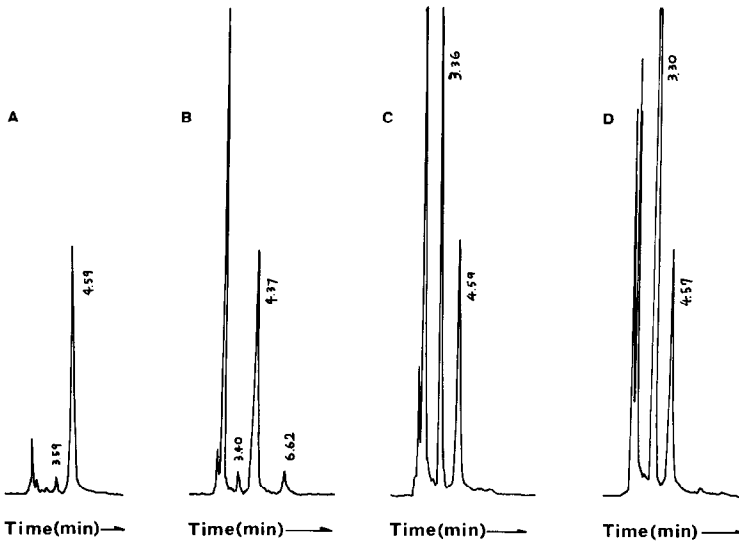 A
B
C
D
3.59
4.59
3.40
4.37
6.62
3.36
4.59
3.30
4.57
Time(min)
Time(min)
Time(min)
Time(min)